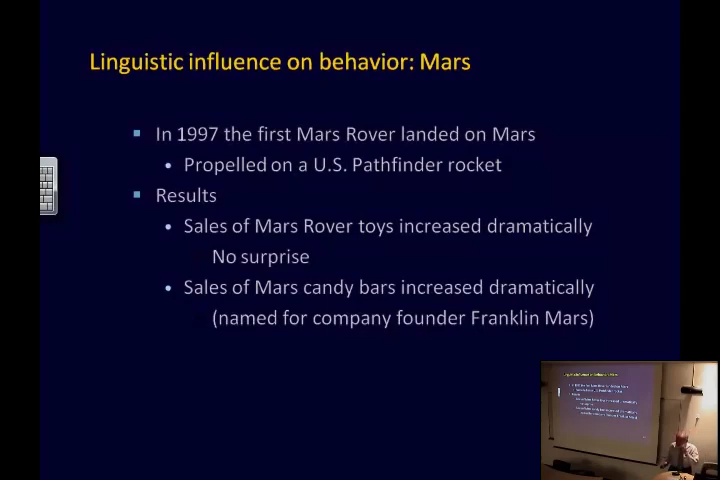 Linguistic influence on behavior: Mars
In 1997 the first Mars Rover landed on Mars
Propelled on a U.S. Pathfinder rocket
Results
Sales of Mars Rover toys increased dramatically
No surprise
Sales of Mars candy bars increased dramatically
(named for company founder Franklin Mars)